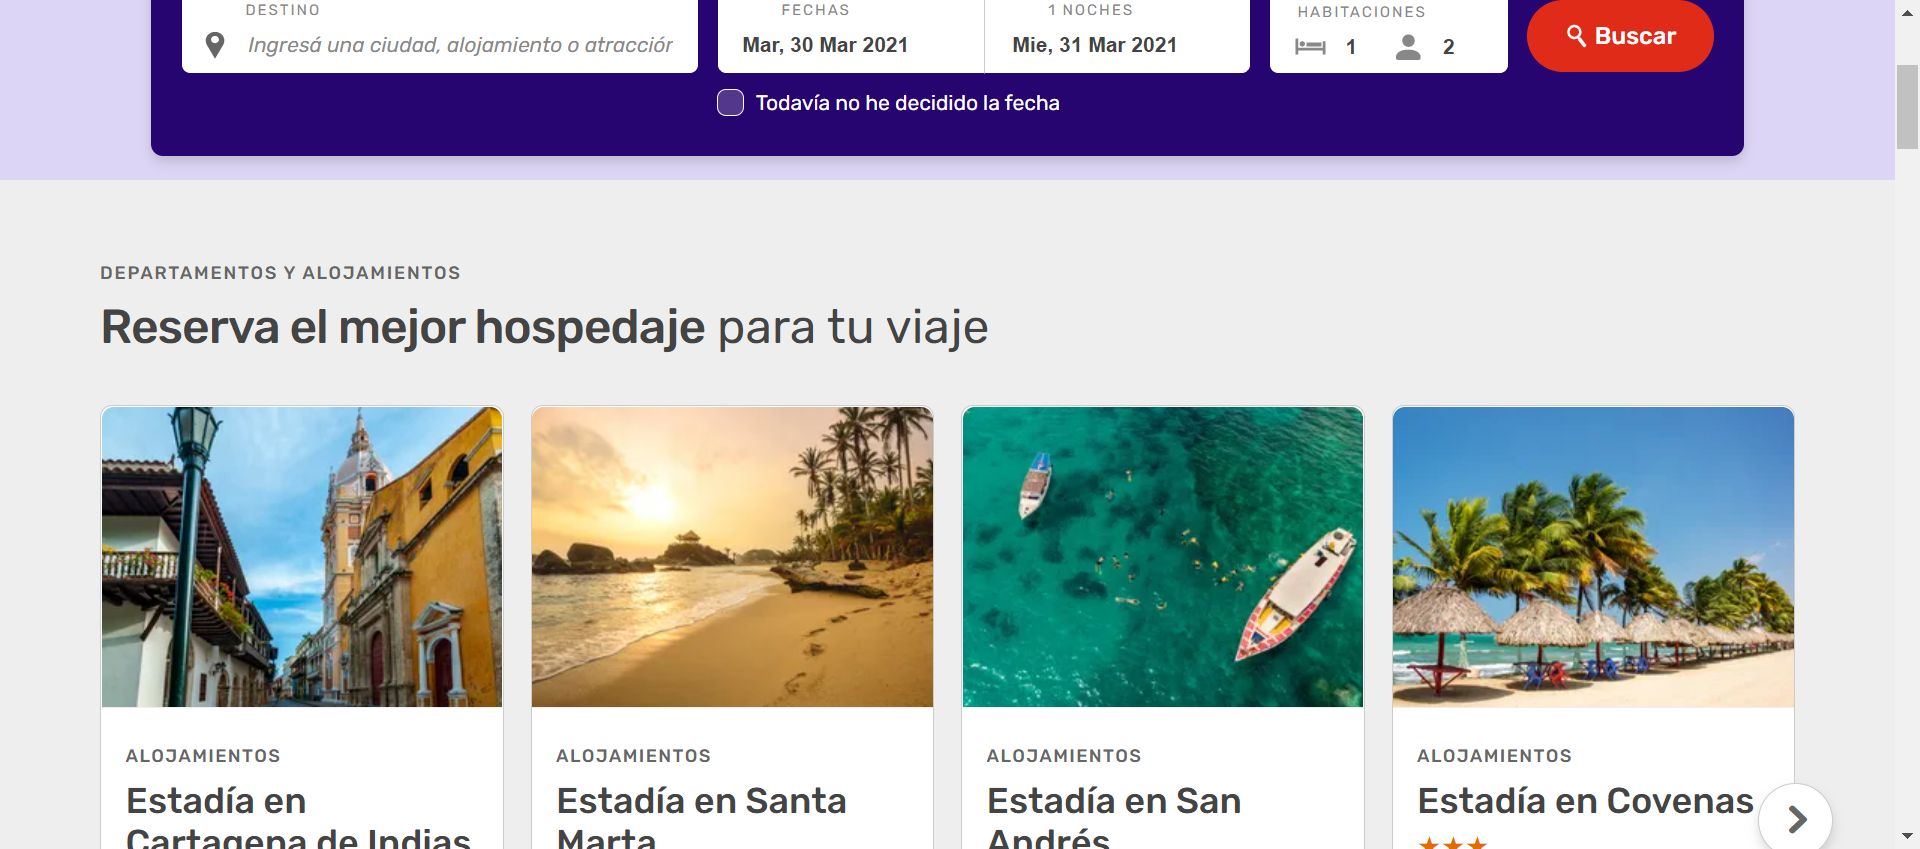 DESTINO
FECHAS
1 NOCHES
HABITACIONES
Ingresá una ciudad, alojamiento o atracción
Mar, 30 Mar 2021
Mie, 31 Mar 2021
1
2
Buscar
Todavía no he decidido la fecha
DEPARTAMENTOS Y ALOJAMIENTOS
Reserva el mejor hospedaje para tu viaje
ALOJAMIENTOS
Estadía en
Cartagena de Indias
ALOJAMIENTOS
Estadía en Santa
Marta
ALOJAMIENTOS
Estadía en San
Andrés
ALOJAMIENTOS
Estadía en Covenas